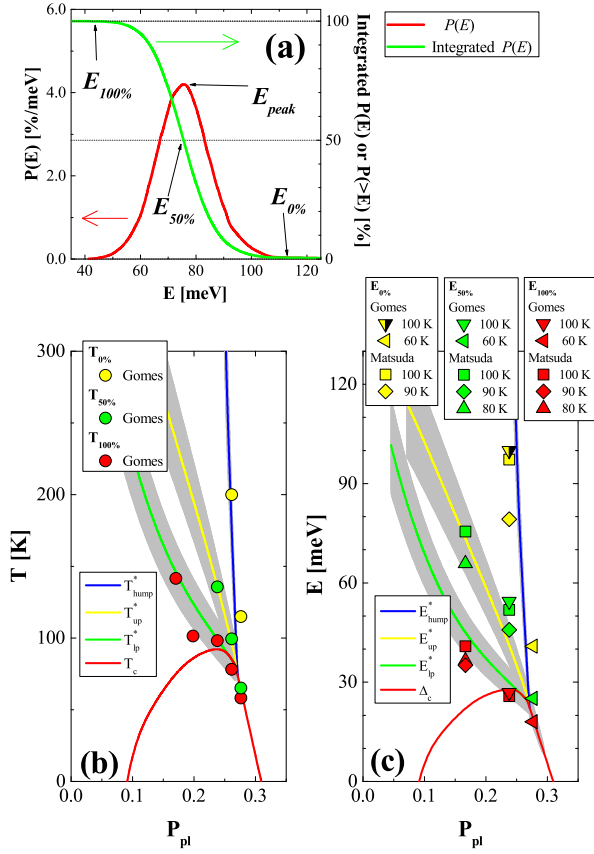 6.0
4.0
2.0
0.0
P(E) [%/meV]
40 60 80 100 120
E [meV]
100
50
0
Integrated P(E) or P(>E) [%]
(a)
E100%
Epeak
E50%
E0%
P(E)
Integrated P(E)
300
200
100
0
T [K]
0.0 0.1 0.2 0.3
Ppl
(b)
T0%
Gomes
T50%
Gomes
T100%
Gomes
T*hump
T*up
T*lp
Tc
E0%
Gomes
100 K
60 K
Matsuda
100 K
90 K
E50%
Gomes
100 K
60 K
Matsuda
100 K
90 K
80 K
E100%
Gomes
100 K
60 K
Matsuda
100 K
90 K
80 K
120
90
60
30
0
E [meV]
E*hump
E*up
E*lp
Δc
0.0 0.1 0.2 0.3
Ppl
(c)